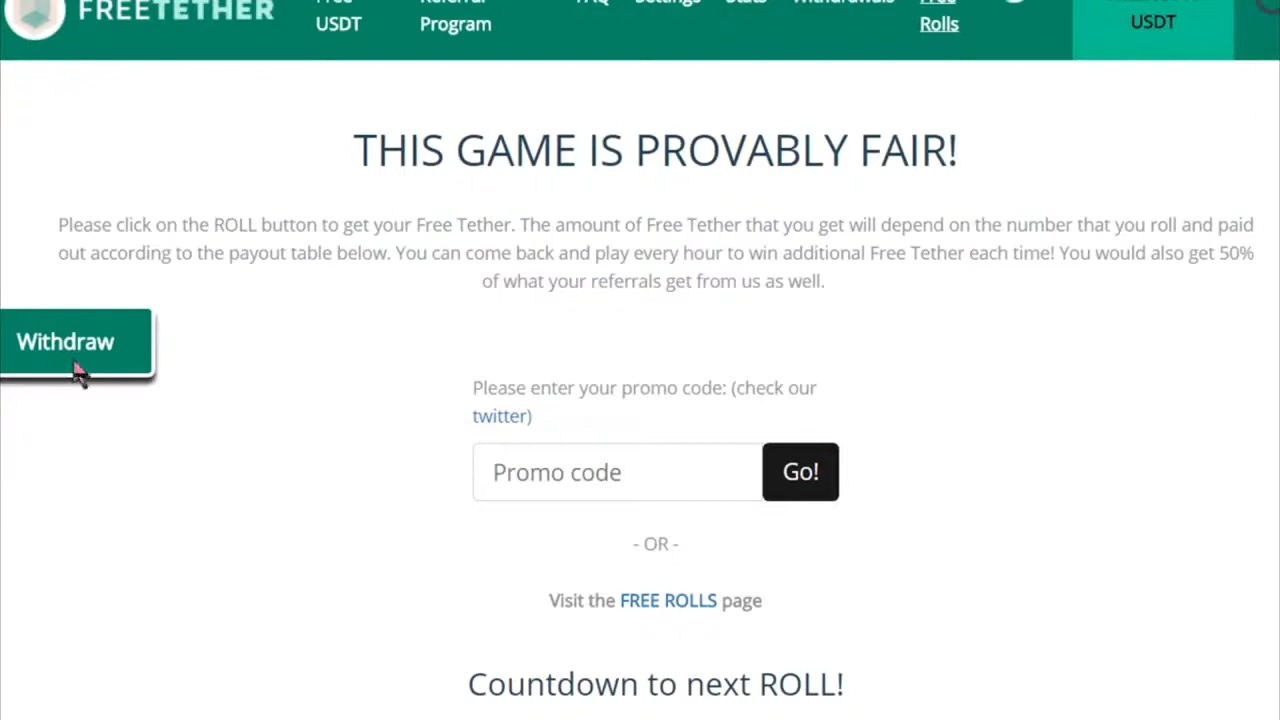 FREETETHER
USDT
Program
FAQ
Settings
Stats
Withdrawals
Rolls
USDT
THIS GAME IS PROVABLY FAIR!
Please click on the ROLL button to get your Free Tether. The amount of Free Tether that you get will depend on the number that you roll and paid
out according to the payout table below. You can come back and play every hour to win additional Free Tether each time! You would also get 50%
of what your referrals get from us as well.
Withdraw
Please enter your promo code: (check our
twitter)
Promo code
Go!
- OR -
Visit the FREE ROLLS page
Countdown to next ROLL!